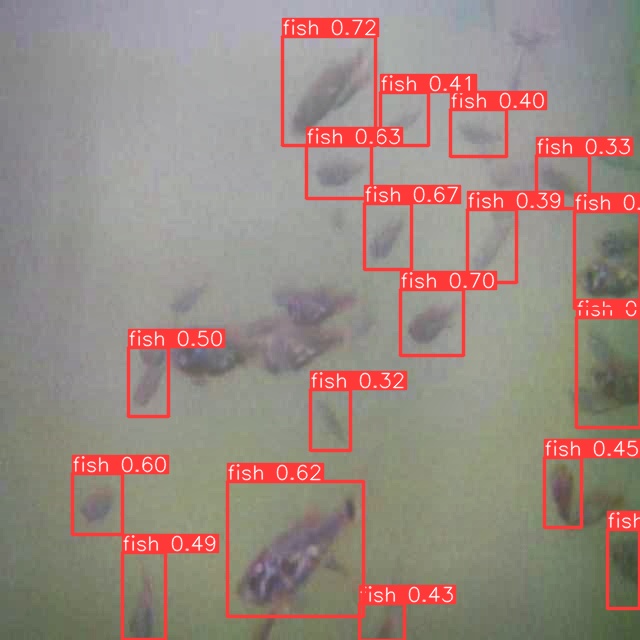 fish 0.72
fish 0.41
fish 0.40
fish 0.63
fish 0.33
fish 0.67
fish 0.39
fish 0.
fish 0.70
fish 0
fish 0.50
fish 0.32
fish 0.45
fish 0.60
fish 0.62
fish
fish 0.49
fish 0.43